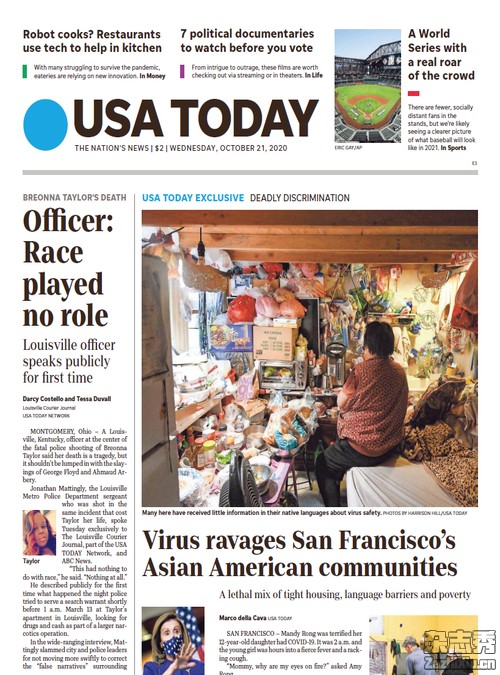 Robot cooks? Restaurants
use tech to help in kitchen
With many struggling to survive the pandemic,
eateries are relying on new innovation. In Money
7 political documentaries
to watch before you vote
From intrigue to outrage, these films are worth
checking out via streaming or in theaters. In Life
A World
Series with
a real roar
of the crowd
There are fewer, socially
distant fans in the
stands, but we're likely
seeing a clearer picture
of what baseball will look
like in 2021. In Sports
ERIC GAY/AP
USA TODAY
THE NATION'S NEWS | $2 | WEDNESDAY, OCTOBER 21, 2020
E3
BREONNA TAYLOR'S DEATH
Officer:
Race
played
no role
Louisville officer
speaks publicly
for first time
Darcy Costello and Tessa Duvall
Louisville Courier Journal
USA TODAY NETWORK
MONTGOMERY, Ohio – A Louis-
ville, Kentucky, officer at the center of
the fatal police shooting of Breonna
Taylor said her death is a tragedy, but
it shouldn't be lumped in with the slay-
ings of George Floyd and Ahmaud Ar-
bery.
Jonathan Mattingly, the Louisville
Metro Police Department sergeant
who was shot in the
same incident that cost
Taylor her life, spoke
Tuesday exclusively to
The Louisville Courier
Journal, part of the USA
TODAY Network, and
ABC News.
Taylor
"This had nothing to
do with race," he said. "Nothing at all."
He described publicly for the first
time what happened the night police
tried to serve a search warrant shortly
before 1 a.m. March 13 at Taylor's
apartment in Louisville, looking for
drugs and cash as part of a larger nar-
cotics operation.
In the wide-ranging interview, Mat-
tingly slammed city and police leaders
for not moving more swiftly to correct
the "false narratives" surrounding
USA TODAY EXCLUSIVE DEADLY DISCRIMINATION
Many here have received little information in their native languages about virus safety. PHOTOS BY HARRISON HILL/USA TODAY
Virus ravages San Francisco's
Asian American communities
A lethal mix of tight housing, language barriers and poverty
Marco della Cava USA TODAY
SAN FRANCISCO – Mandy Rong was terrified her
12-year-old daughter had COVID-19. It was 2 a.m. and
the young girl was hours into a fierce fever and a rack-
ing cough.
"Mommy, why are my eyes on fire?" asked Amy
Rong
杂志秀